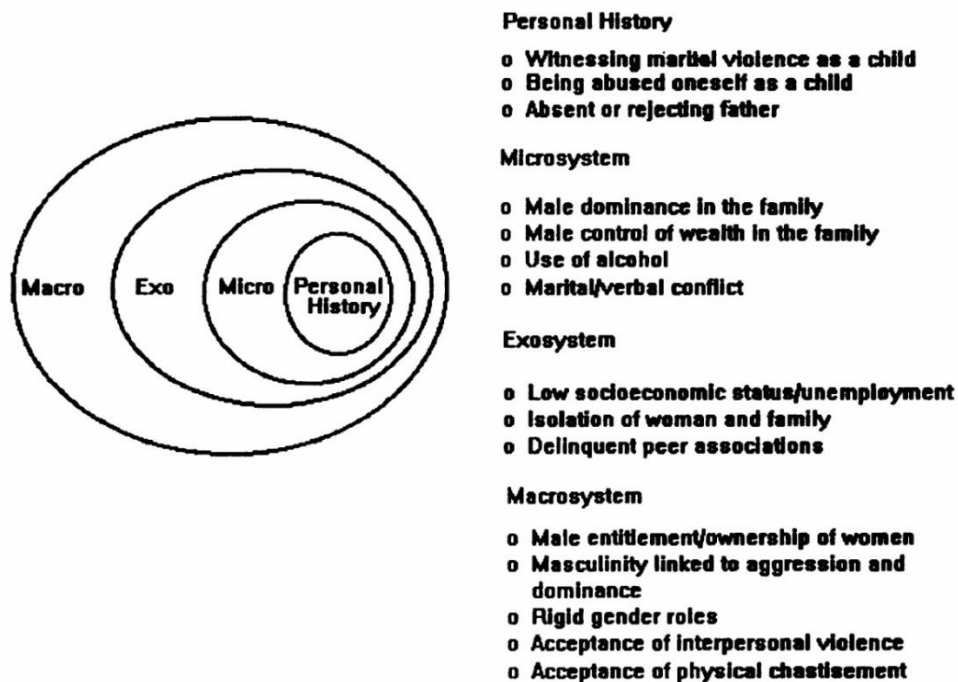 Macro
Exo
Micro
Personal
History
Personal History
o Witnessing martiel violence as a child
o Being abused oneself as a child
o Absent or rejecting father
Microsystem
o Male dominance in the family
o Male control of wealth in the family
o Use of alcohol
o Marital/verbal conflict
Exosystem
o Low socioeconomic status/unemployment
o Isolation of woman and family
o Delinquent peer associations
Macrosystem
o Male entitlement/ownership of women
o Masculinity linked to aggression and
dominance
o Rigid gender roles
o Acceptance of interpersonal violence
o Acceptance of physical chastisement